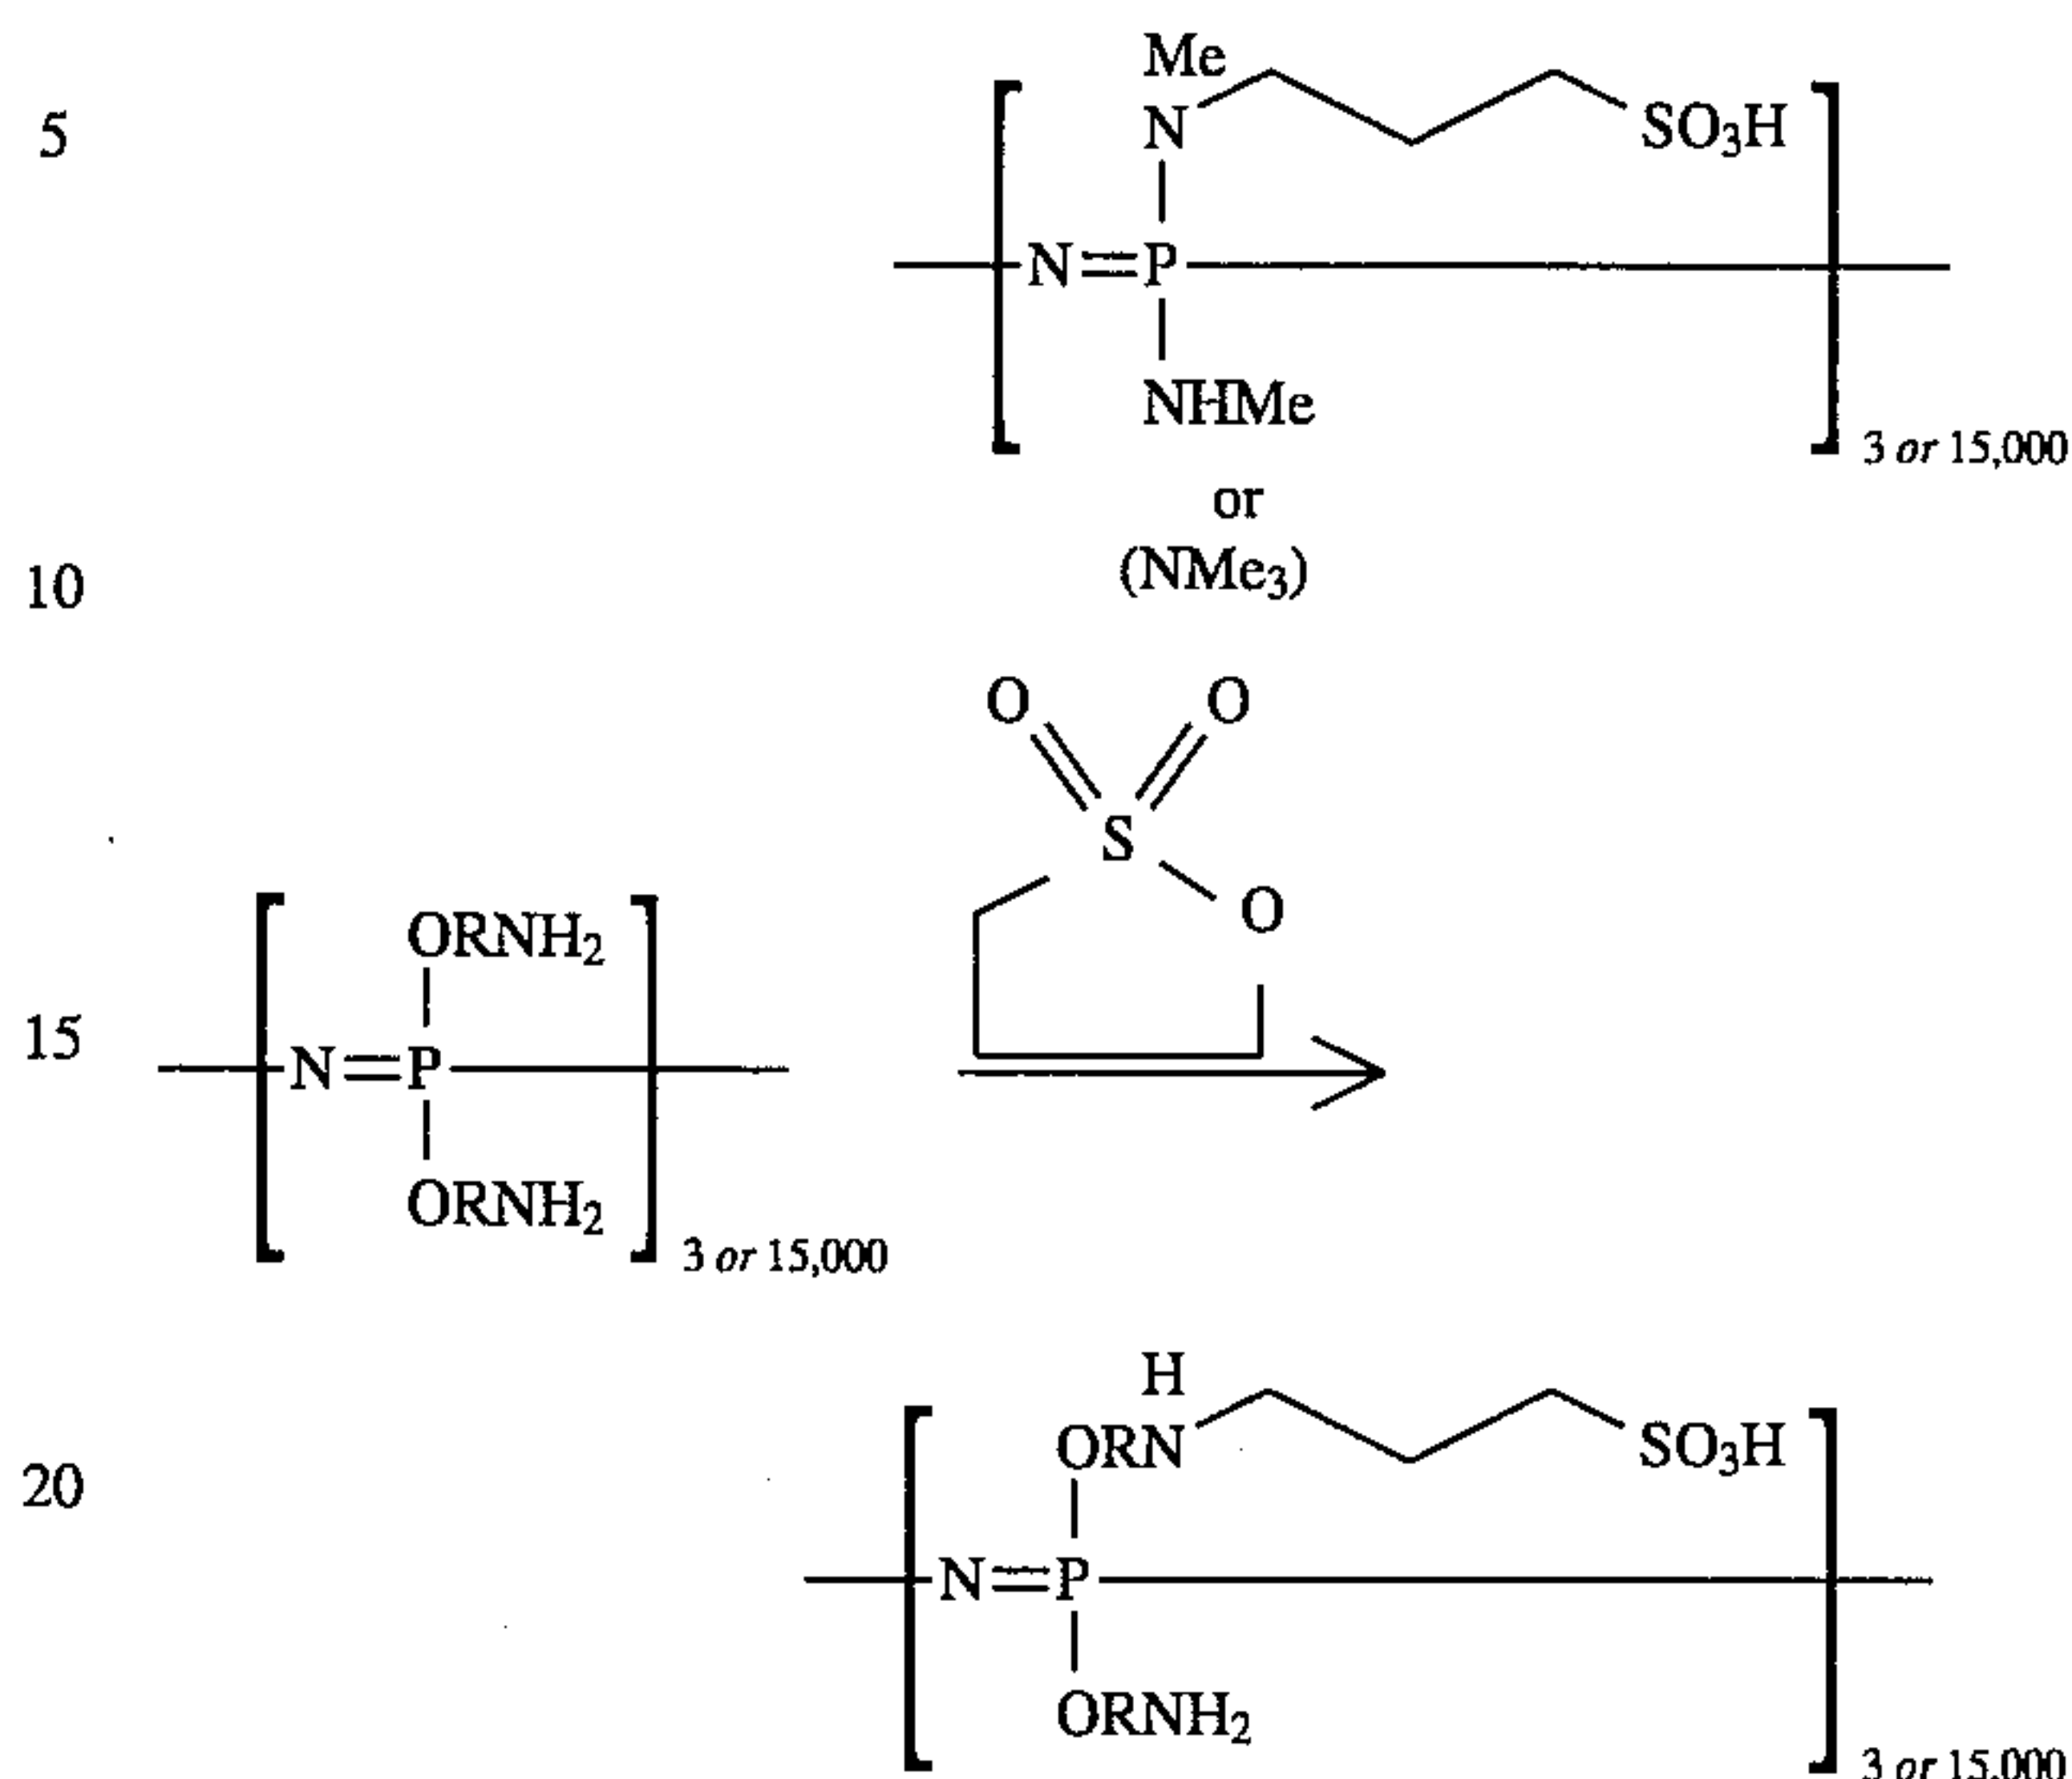 Me
5 N SO3H
N=P
NHMe
3 or 15,000
or
10 (NMe3)
O O
S
O
ORNH2
15 N=P
ORNH2
3 or 15,000
H
20 ORN SO3H
N=P
ORNH2
3 or 15,000